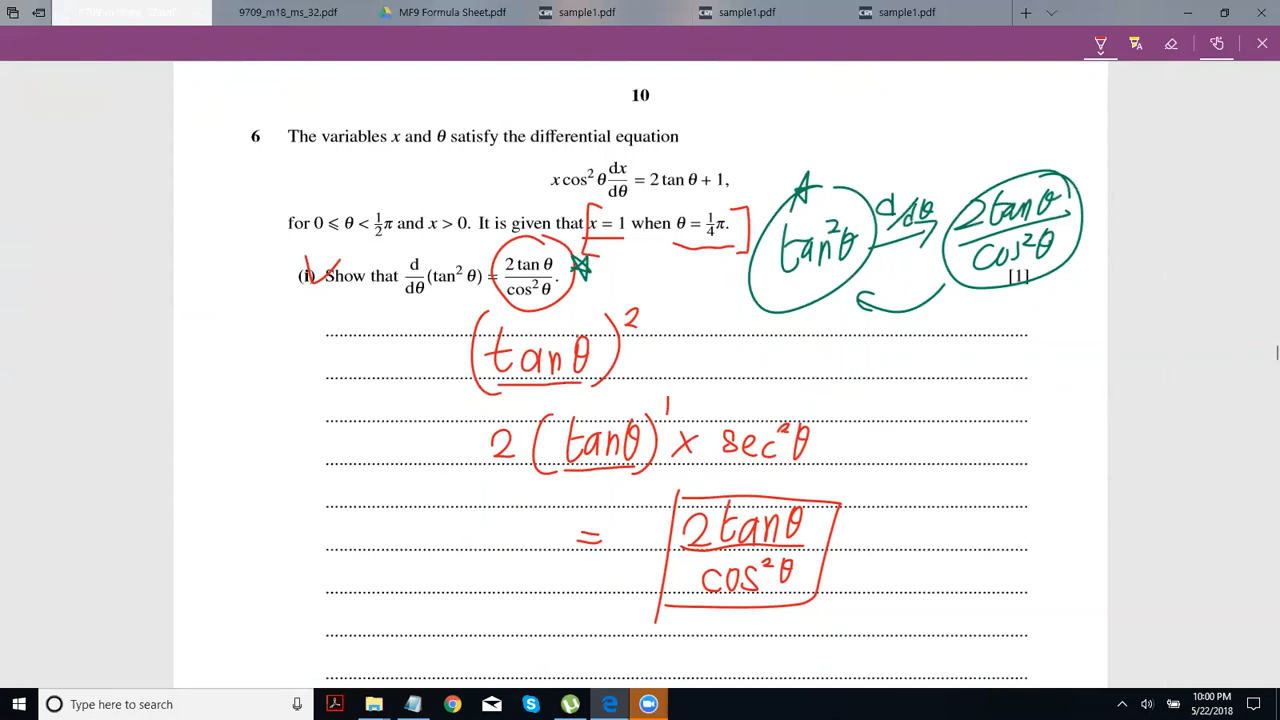 9709_m18_ms_32.pdf
MF9 Formula Sheet.pdf
sample1.pdf
sample1.pdf
sample1.pdf
10
6 The variables x and θ satisfy the differential equation
x cos² θ dx/dθ = 2 tan θ + 1,
for 0 ⩽ θ < ½π and x > 0. It is given that x = 1 when θ = ¼π.
(i) Show that d/dθ (tan² θ) = 2 tan θ / cos² θ. [1]
tan²θ d/dθ 2tanθ / cos²θ
(tanθ)²
2 (tanθ)¹ × sec²θ
= 2tanθ / cos²θ
Type here to search
10:00 PM
5/22/2018